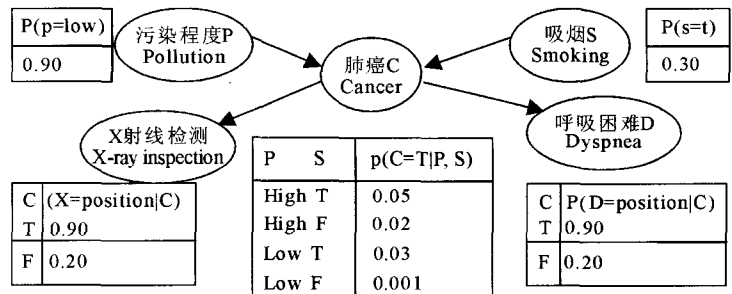 P(p=low)
0.90
污染程度P
Pollution
吸烟S
Smoking
P(s=t)
0.30
肺癌C
Cancer
X射线检测
X-ray inspection
呼吸困难D
Dyspnea
P S p(C=T|P, S)
High T 0.05
High F 0.02
Low T 0.03
Low F 0.001
C (X=position|C)
T 0.90
F 0.20
C P(D=position|C)
T 0.90
F 0.20